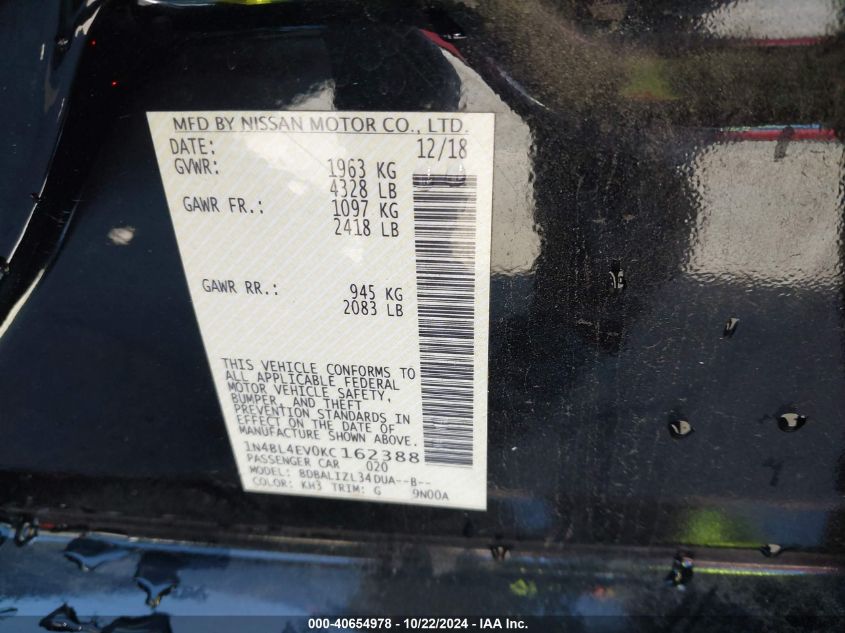 MFD BY NISSAN MOTOR CO., LTD.
DATE: 12/18
GVWR: 1963 KG
4328 LB
GAWR FR.: 1097 KG
2418 LB
GAWR RR.: 945 KG
2083 LB
THIS VEHICLE CONFORMS TO
ALL APPLICABLE FEDERAL
MOTOR VEHICLE SAFETY,
BUMPER, AND THEFT
PREVENTION STANDARDS IN
EFFECT ON THE DATE OF
MANUFACTURE SHOWN ABOVE.
1N4BL4EV0KC162388
PASSENGER CAR 020
MODEL: BDBALIZL34DUA--B--
COLOR: KH3 TRIM: G 9N00A
000-40654978 - 10/22/2024 - IAA Inc.